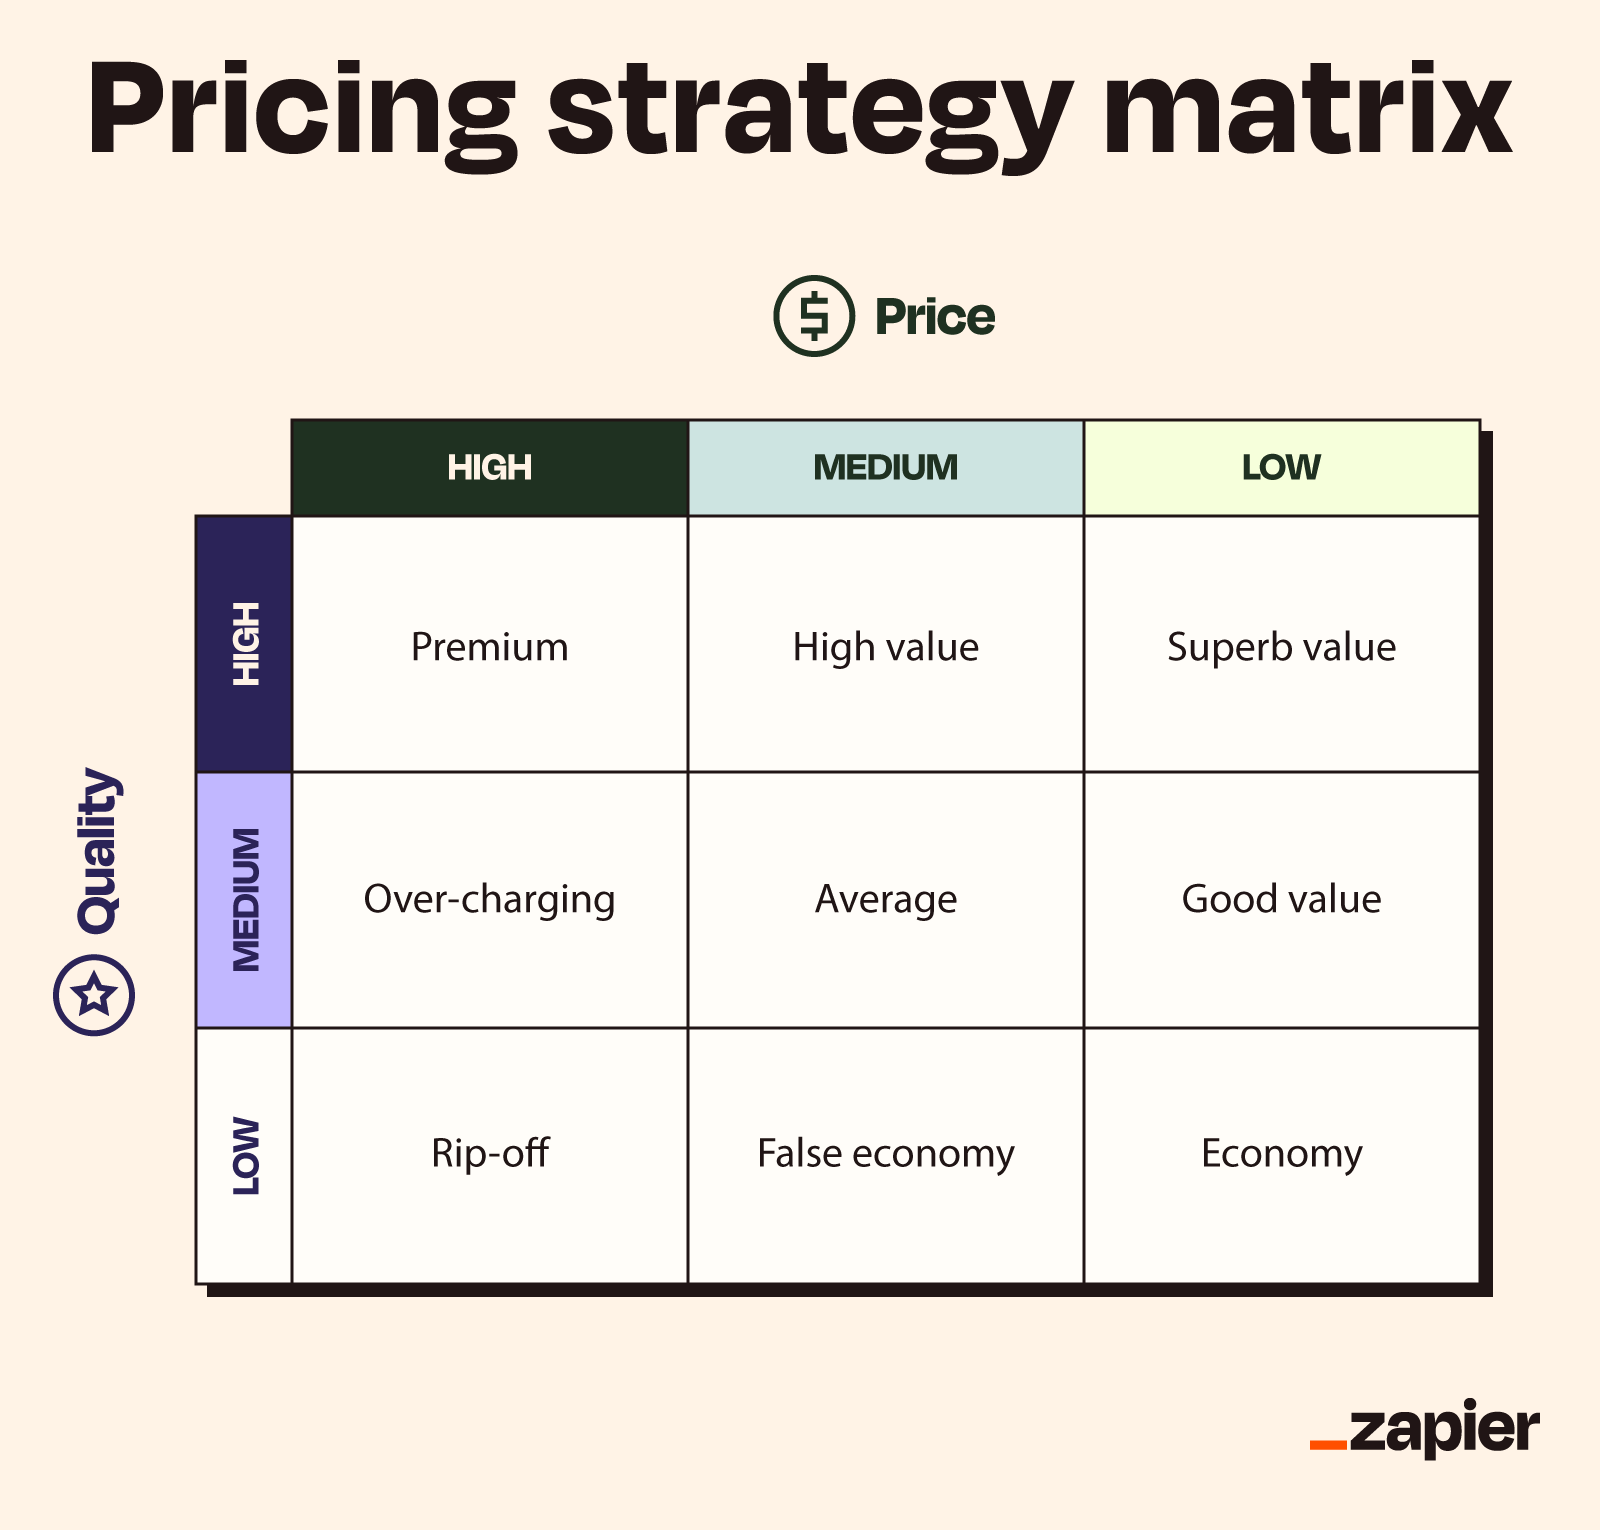 Pricing strategy matrix
$ Price
HIGH MEDIUM LOW
Quality
HIGH Premium High value Superb value
MEDIUM Over-charging Average Good value
LOW Rip-off False economy Economy
_zapier